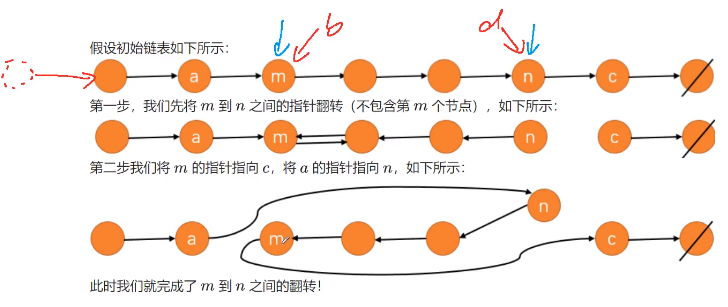 假设初始链表如下所示:
b
d
a
m
n
c
第一步,我们先将 m 到 n 之间的指针翻转(不包含第 m 个节点),如下所示:
a
m
n
c
第二步我们将 m 的指针指向 c,将 a 的指针指向 n,如下所示:
n
a
m
c
此时我们就完成了 m 到 n 之间的翻转!